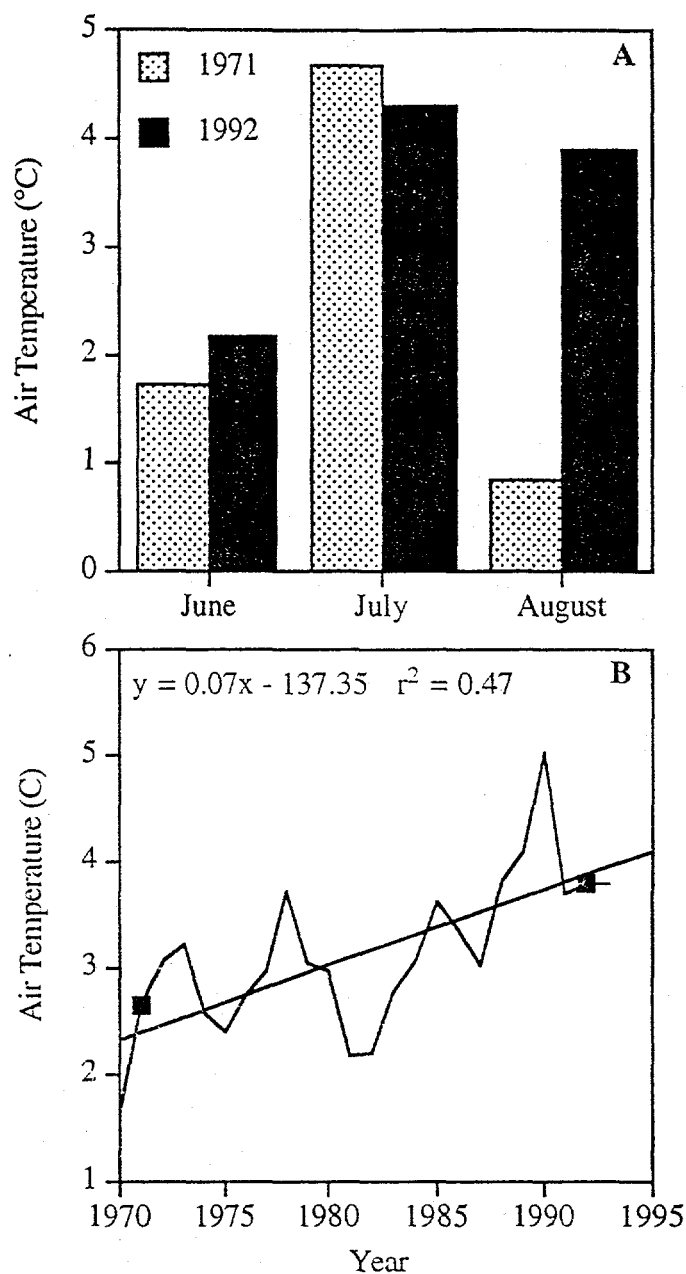 A
1971
1992
Air Temperature (°C)
5
4
3
2
1
0
June July August
B
y = 0.07x - 137.35 r² = 0.47
Air Temperature (C)
6
5
4
3
2
1
1970 1975 1980 1985 1990 1995
Year